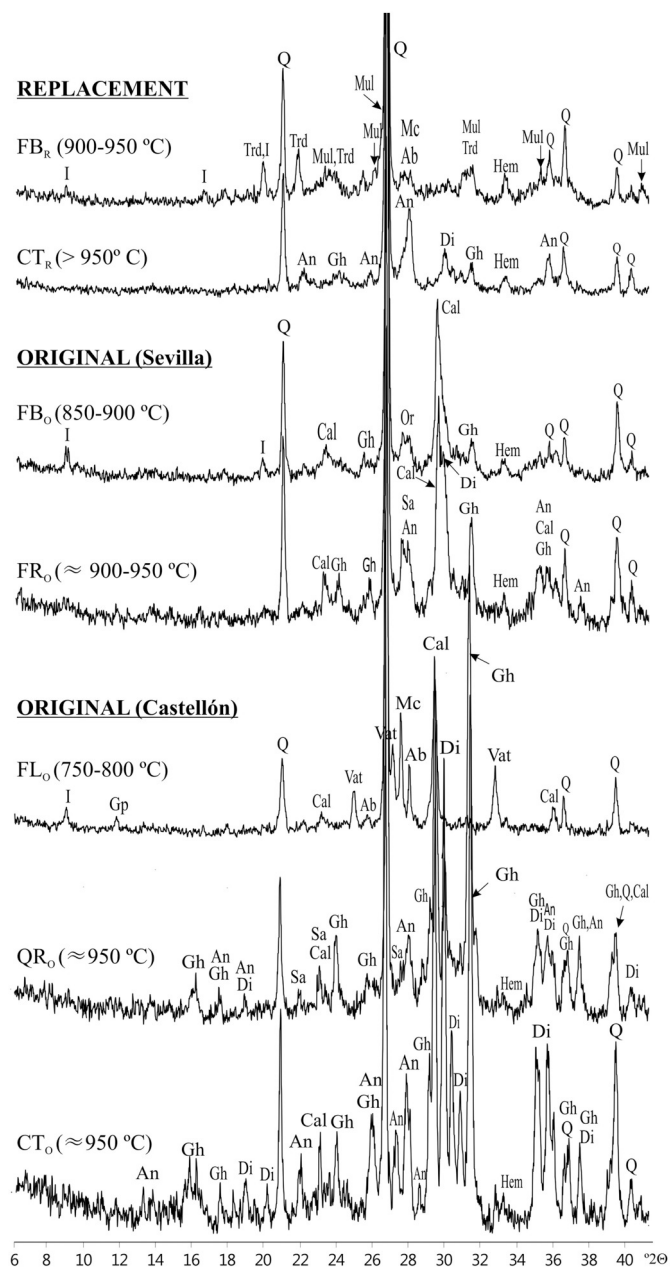 REPLACEMENT
FBR (900-950 ºC)
I
I
Trd,I
Q
Trd
Mul,Trd
Mul
Mul
Q
Mc
Ab
Mul
Trd
Hem
Mul
Q
Q
Q
Mul
CTR (> 950º C)
An
Gh
An
An
Di
Gh
Hem
An
Q
Q
Q
ORIGINAL (Sevilla)
FBO (850-900 ºC)
I
I
Q
Cal
Gh
Or
Cal
Gh
Hem
Q
Q
Q
Q
FRO (≈ 900-950 ºC)
Cal
Gh
Gh
Sa
An
Cal
Di
Gh
Hem
An
Cal
Gh
Q
An
Q
Q
ORIGINAL (Castellón)
FLO (750-800 ºC)
I
Gp
Q
Cal
Vat
Ab
Vat
Mc
Ab
Cal
Di
Gh
Vat
Cal
Q
Q
QRO (≈950 ºC)
Gh
An
Gh
An
Di
Sa
Sa
Cal
Gh
Gh
Sa
An
Gh
Gh
Hem
Gh
Di
An
Di
Q
Gh
Gh,An
Gh,Q,Cal
Di
CTO (≈950 ºC)
An
Gh
Gh
Di
Di
An
Cal
Gh
An
Gh
An
An
An
Gh
Di
Di
Hem
Di
Gh
Q
Gh
Di
Q
Q
6 8 10 12 14 16 18 20 22 24 26 28 30 32 34 36 38 40 º2Θ